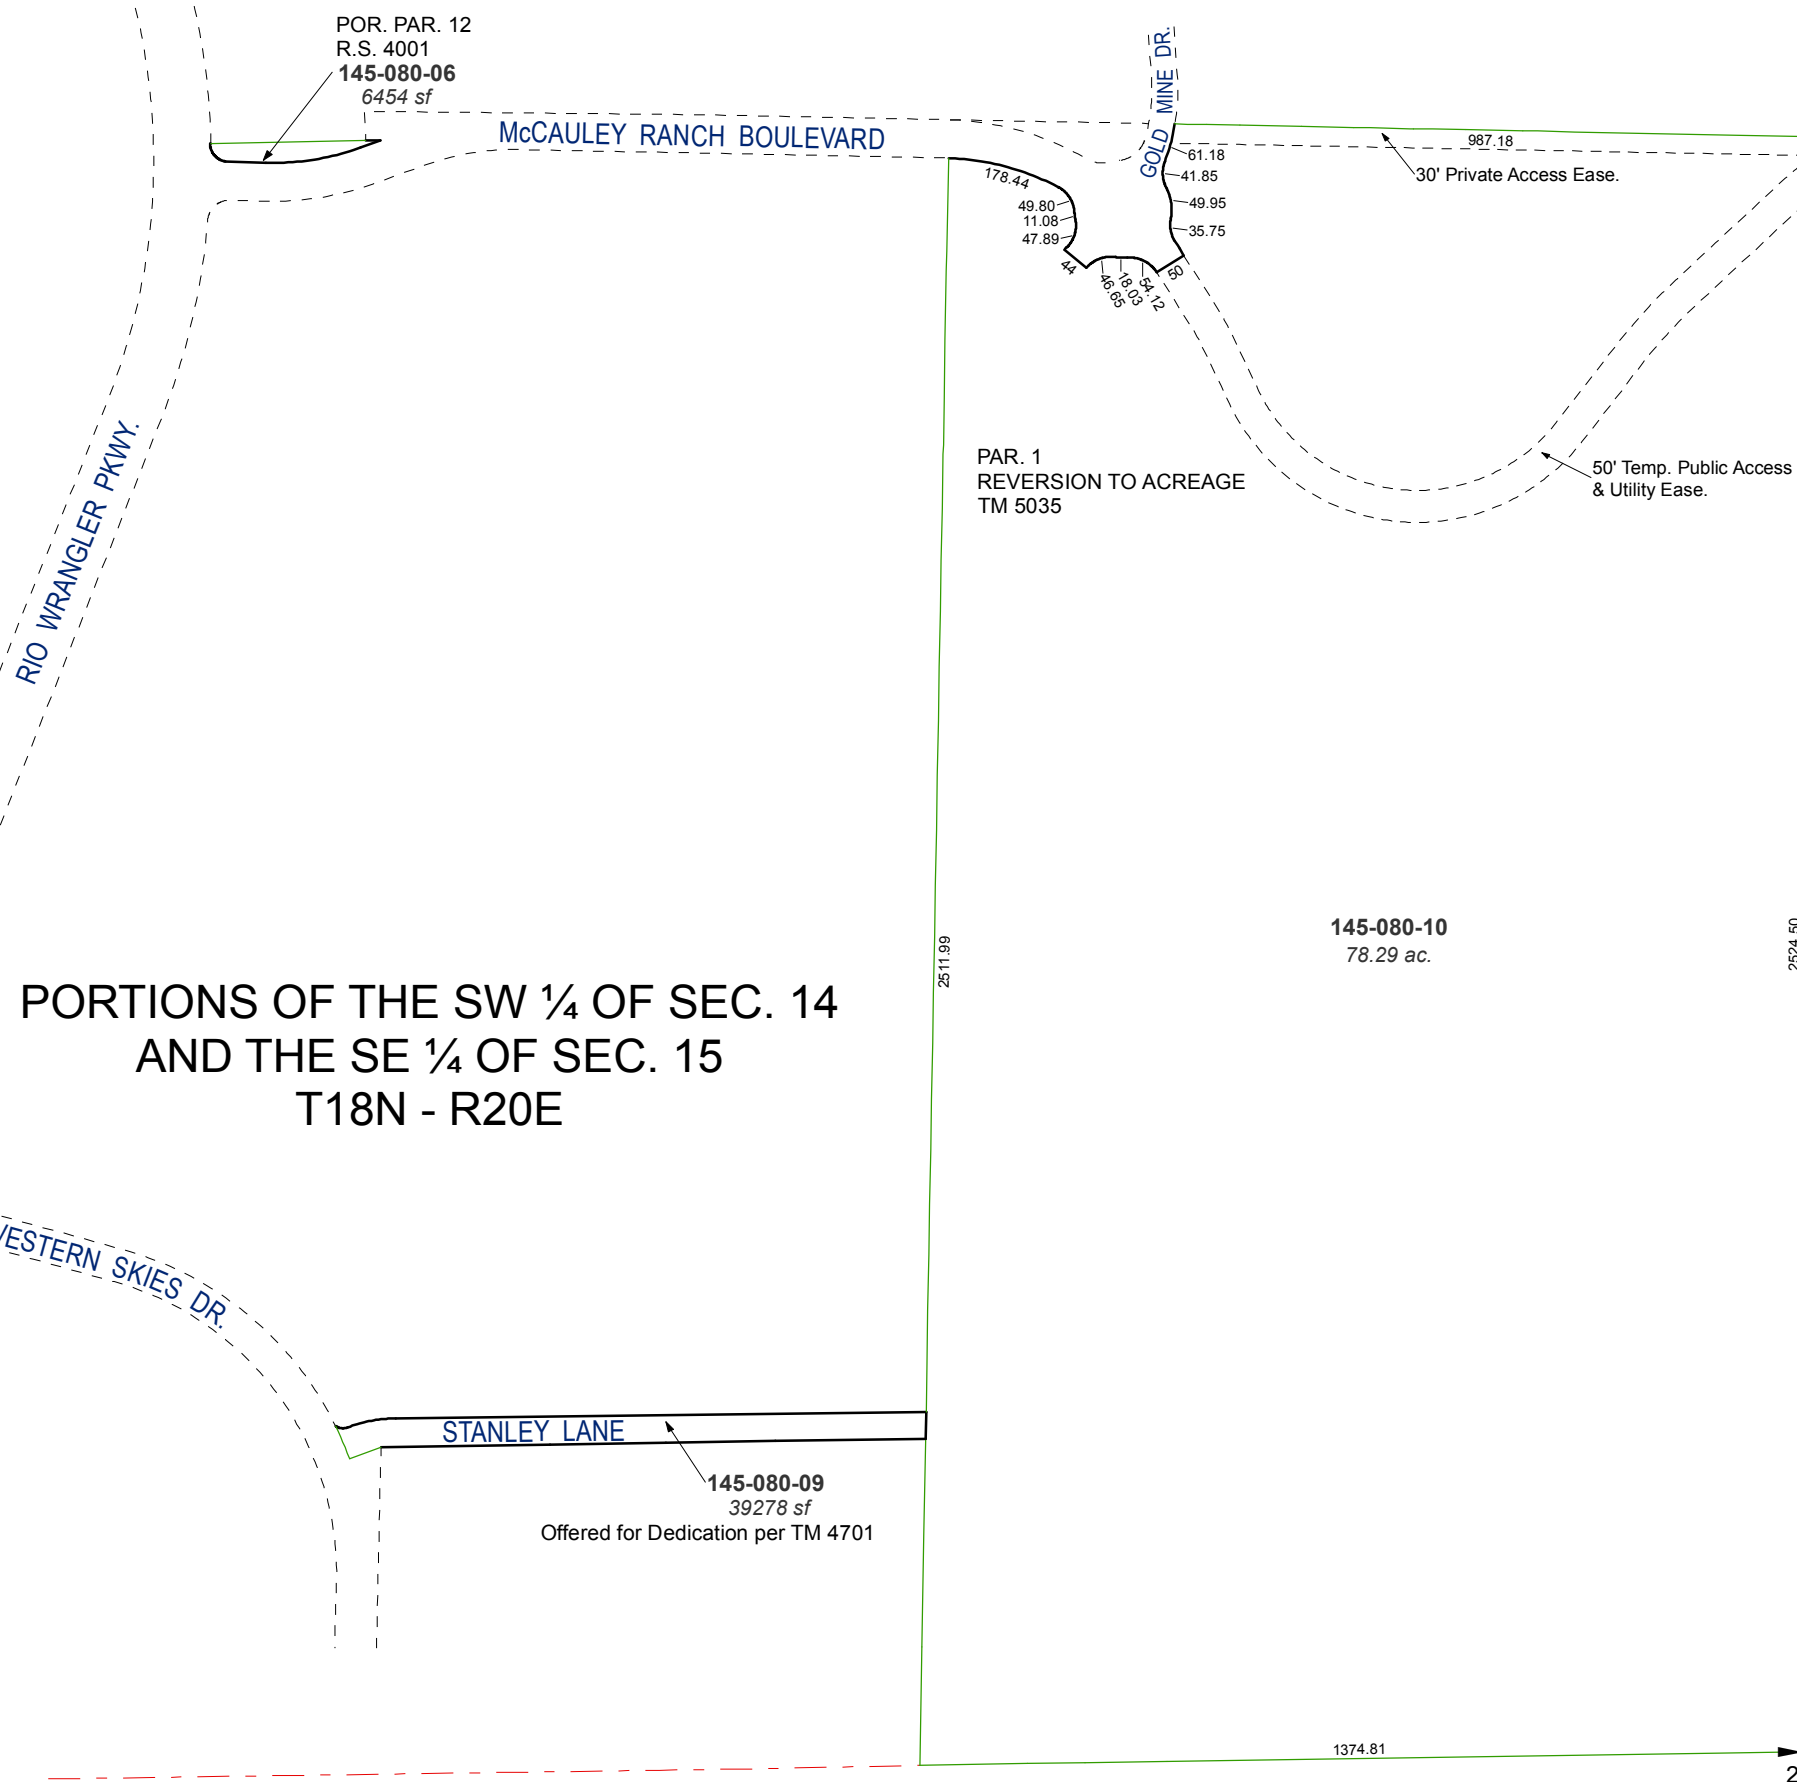 POR. PAR. 12
R.S. 4001
145-080-06
6454 sf
McCAULEY RANCH BOULEVARD
GOLD MINE DR.
987.18
30' Private Access Ease.
61.18
41.85
49.95
35.75
178.44
49.80
11.08
47.89
44
46.65
18.03
54.12
50
RIO WRANGLER PKWY.
PAR. 1
REVERSION TO ACREAGE
TM 5035
50' Temp. Public Access
& Utility Ease.
145-080-10
78.29 ac.
2511.99
2524.50
PORTIONS OF THE SW ¼ OF SEC. 14
AND THE SE ¼ OF SEC. 15
T18N - R20E
WESTERN SKIES DR.
STANLEY LANE
145-080-09
39278 sf
Offered for Dedication per TM 4701
1374.81
2